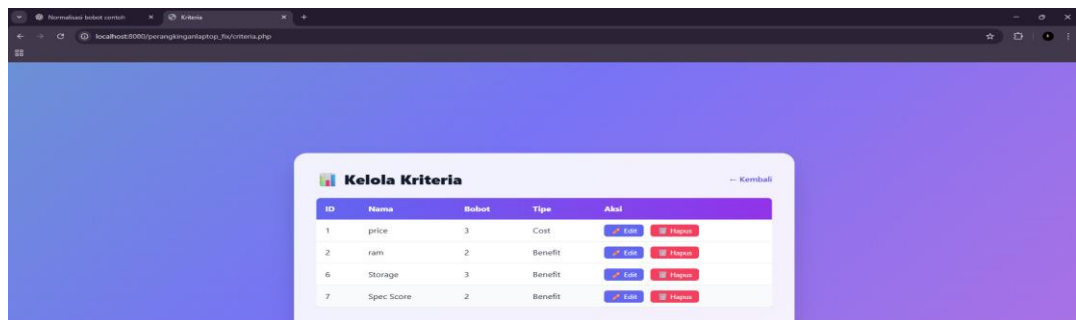 Normalisasi bobot contoh
Kriteria
localhost:8080/perangkinganlaptop_fix/criteria.php
Kelola Kriteria
← Kembali
ID Nama Bobot Tipe Aksi
1 price 3 Cost Edit Hapus
2 ram 2 Benefit Edit Hapus
6 Storage 3 Benefit Edit Hapus
7 Spec Score 2 Benefit Edit Hapus